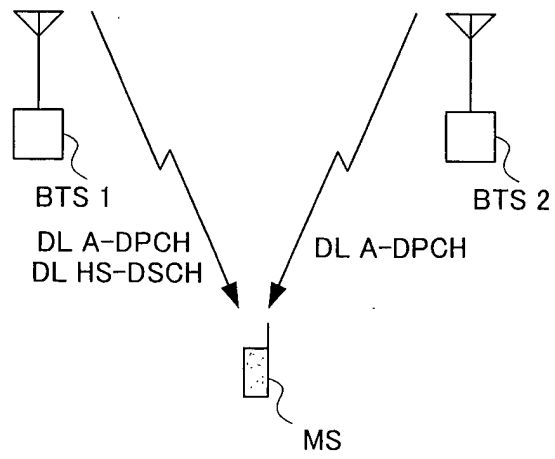 BTS 1
BTS 2
DL A-DPCH
DL HS-DSCH
DL A-DPCH
MS